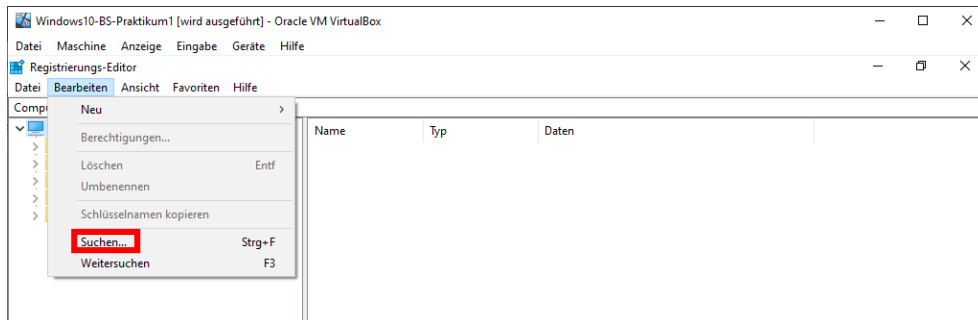 Windows10-BS-Praktikum1 [wird ausgeführt] - Oracle VM VirtualBox
Datei Maschine Anzeige Eingabe Geräte Hilfe
Registrierungs-Editor
Datei Bearbeiten Ansicht Favoriten Hilfe
Neu
Name Typ Daten
Berechtigungen...
Löschen Entf
Umbenennen
Schlüsselnamen kopieren
Suchen... Strg+F
Weitersuchen F3